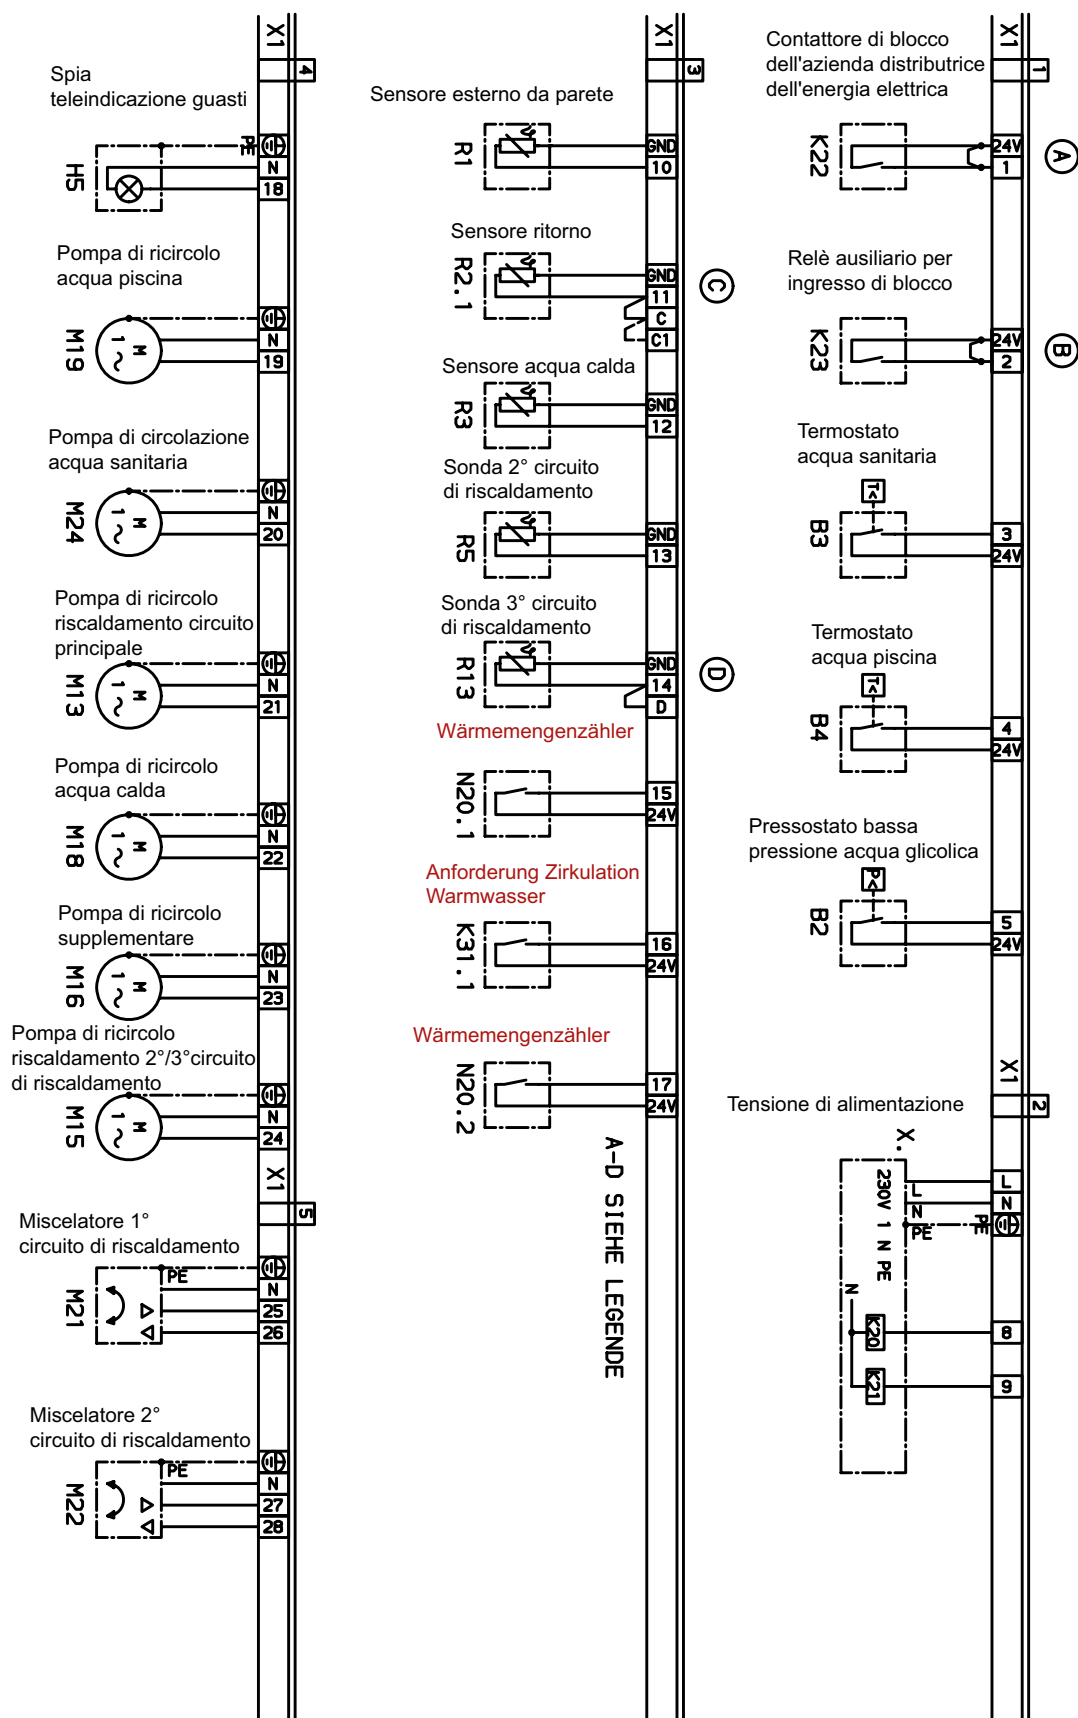 X1
4
Spia
teleindicazione guasti
PE
N
18
H5
Pompa di ricircolo
acqua piscina
N
19
M
1~
M19
Pompa di circolazione
acqua sanitaria
N
20
M
1~
M24
Pompa di ricircolo
riscaldamento circuito
principale
N
21
M
1~
M13
Pompa di ricircolo
acqua calda
N
22
M
1~
M18
Pompa di ricircolo
supplementare
N
23
M
1~
M16
Pompa di ricircolo
riscaldamento 2°/3°circuito
di riscaldamento
N
24
M
1~
M15
X1
5
Miscelatore 1°
circuito di riscaldamento
PE
N
25
26
M21
Miscelatore 2°
circuito di riscaldamento
PE
N
27
28
M22
X1
3
Sensore esterno da parete
GND
10
R1
Sensore ritorno
GND
11
C
C1
R2.1
C
Sensore acqua calda
GND
12
R3
Sonda 2° circuito
di riscaldamento
GND
13
R5
Sonda 3° circuito
di riscaldamento
GND
14
D
R13
D
Wärmemengenzähler
15
24V
N20.1
Anforderung Zirkulation
Warmwasser
16
24V
K31.1
Wärmemengenzähler
17
24V
N20.2
A-D SIEHE LEGENDE
X1
1
Contattore di blocco
dell'azienda distributrice
dell'energia elettrica
24V
1
K22
A
Relè ausiliario per
ingresso di blocco
24V
2
K23
B
Termostato
acqua sanitaria
T<
3
24V
B3
Termostato
acqua piscina
T<
4
24V
B4
Pressostato bassa
pressione acqua glicolica
P<
5
24V
B2
X1
2
Tensione di alimentazione
X.
L
N
PE
L
N
PE
230V 1 N PE
N
K20
8
K21
9